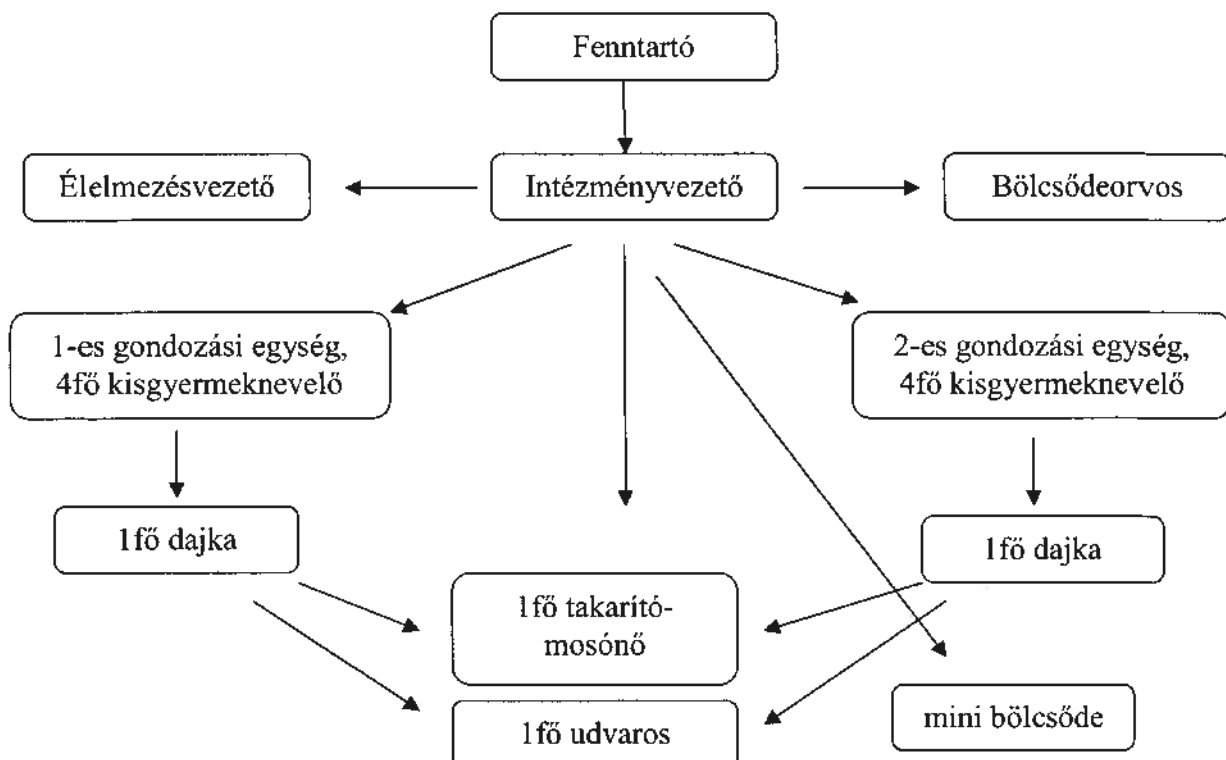 Fenntartó
Élelmezésvezető
Intézményvezető
Bölcsődeorvos
1-es gondozási egység,
4fő kisgyermeknevelő
2-es gondozási egység,
4fő kisgyermeknevelő
1fő dajka
1fő dajka
1fő takarító-
mosónő
1fő udvaros
mini bölcsőde